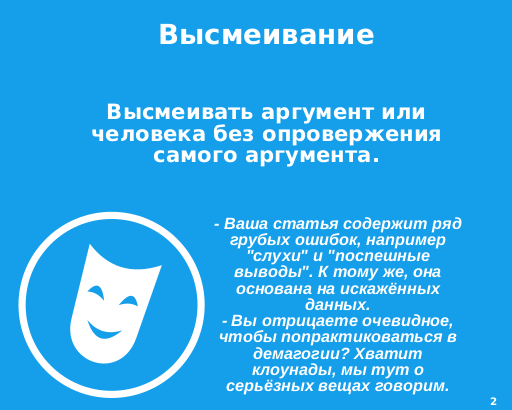 Высмеивание
Высмеивать аргумент или
человека без опровержения
самого аргумента.
- Ваша статья содержит ряд
грубых ошибок, например
"слухи" и "поспешные
выводы". К тому же, она
основана на искажённых
данных.
- Вы отрицаете очевидное,
чтобы попрактиковаться в
демагогии? Хватит
клоунады, мы тут о
серьёзных вещах говорим.
2